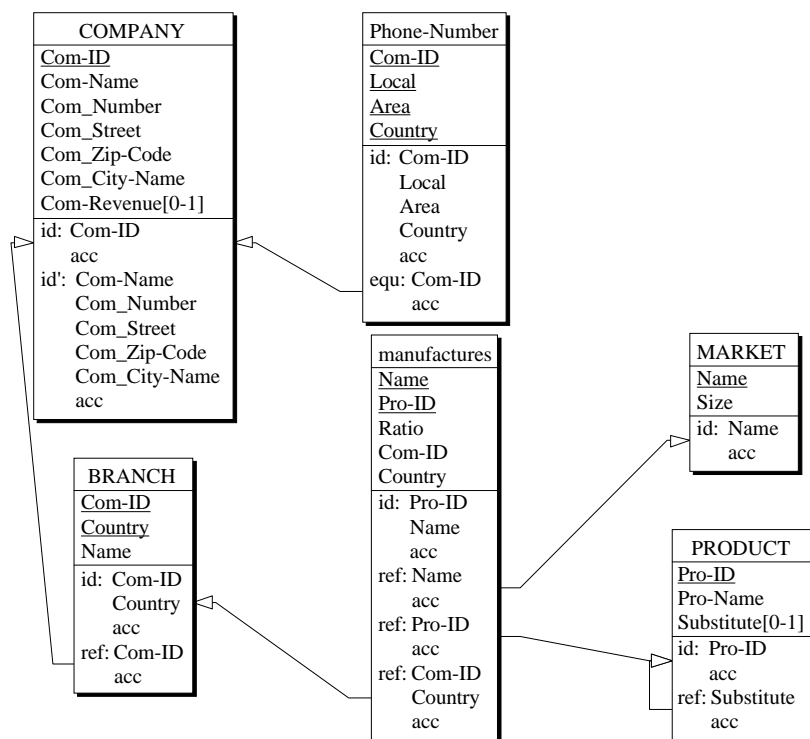 COMPANY
Com-ID
Com-Name
Com_Number
Com_Street
Com_Zip-Code
Com_City-Name
Com-Revenue[0-1]
id: Com-ID
acc
id': Com-Name
Com_Number
Com_Street
Com_Zip-Code
Com_City-Name
acc
Phone-Number
Com-ID
Local
Area
Country
id: Com-ID
Local
Area
Country
acc
equ: Com-ID
acc
manufactures
Name
Pro-ID
Ratio
Com-ID
Country
id: Pro-ID
Name
acc
ref: Name
acc
ref: Pro-ID
acc
ref: Com-ID
Country
acc
MARKET
Name
Size
id: Name
acc
BRANCH
Com-ID
Country
Name
id: Com-ID
Country
acc
ref: Com-ID
acc
PRODUCT
Pro-ID
Pro-Name
Substitute[0-1]
id: Pro-ID
acc
ref: Substitute
acc